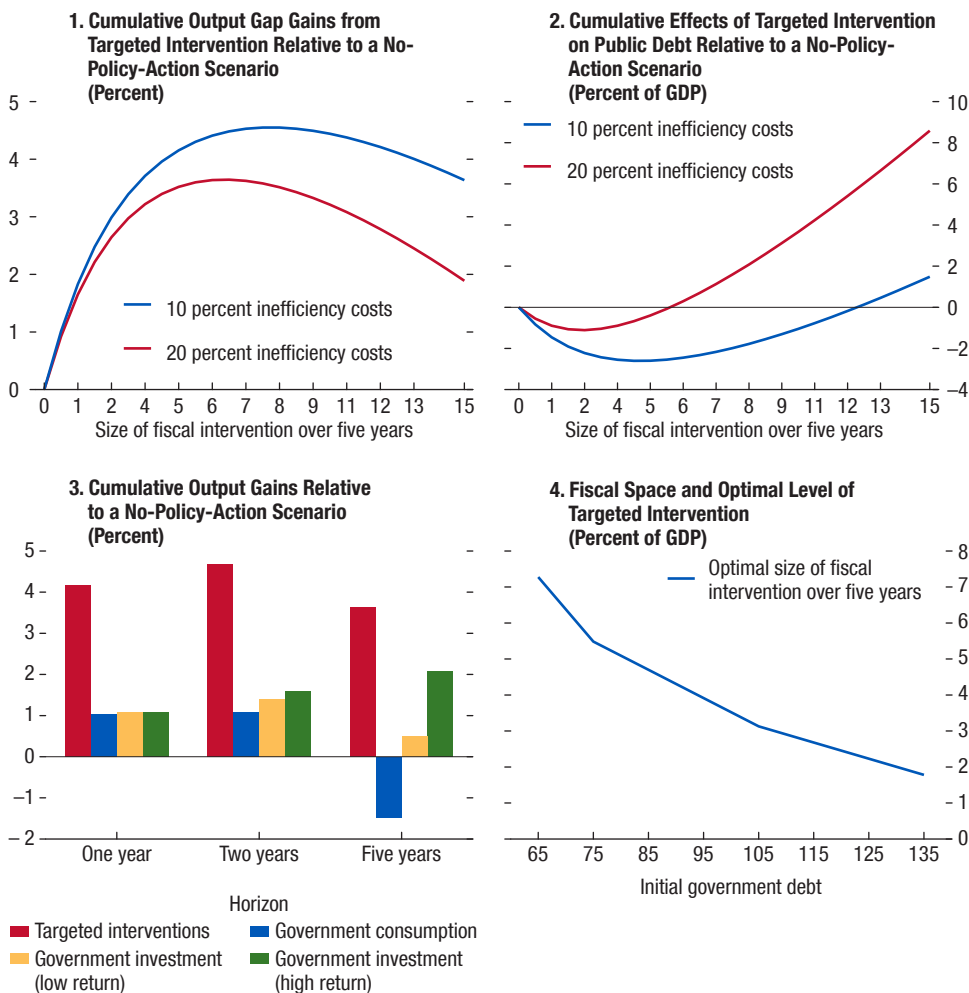 1. Cumulative Output Gap Gains from
Targeted Intervention Relative to a No-
Policy-Action Scenario
(Percent)
5
4
3
2
1
0
10 percent inefficiency costs
20 percent inefficiency costs
0 1 2 4 5 6 7 8 9 11 12 13 15
Size of fiscal intervention over five years
2. Cumulative Effects of Targeted Intervention
on Public Debt Relative to a No-Policy-
Action Scenario
(Percent of GDP)
10
8
6
4
2
0
–2
–4
10 percent inefficiency costs
20 percent inefficiency costs
0 1 2 4 5 6 7 8 9 11 12 13 15
Size of fiscal intervention over five years
3. Cumulative Output Gains Relative
to a No-Policy-Action Scenario
(Percent)
5
4
3
2
1
0
–1
–2
One year Two years Five years
Horizon
Targeted interventions
Government consumption
Government investment
(low return)
Government investment
(high return)
4. Fiscal Space and Optimal Level of
Targeted Intervention
(Percent of GDP)
8
7
6
5
4
3
2
1
0
Optimal size of fiscal
intervention over five years
65 75 85 95 105 115 125 135
Initial government debt